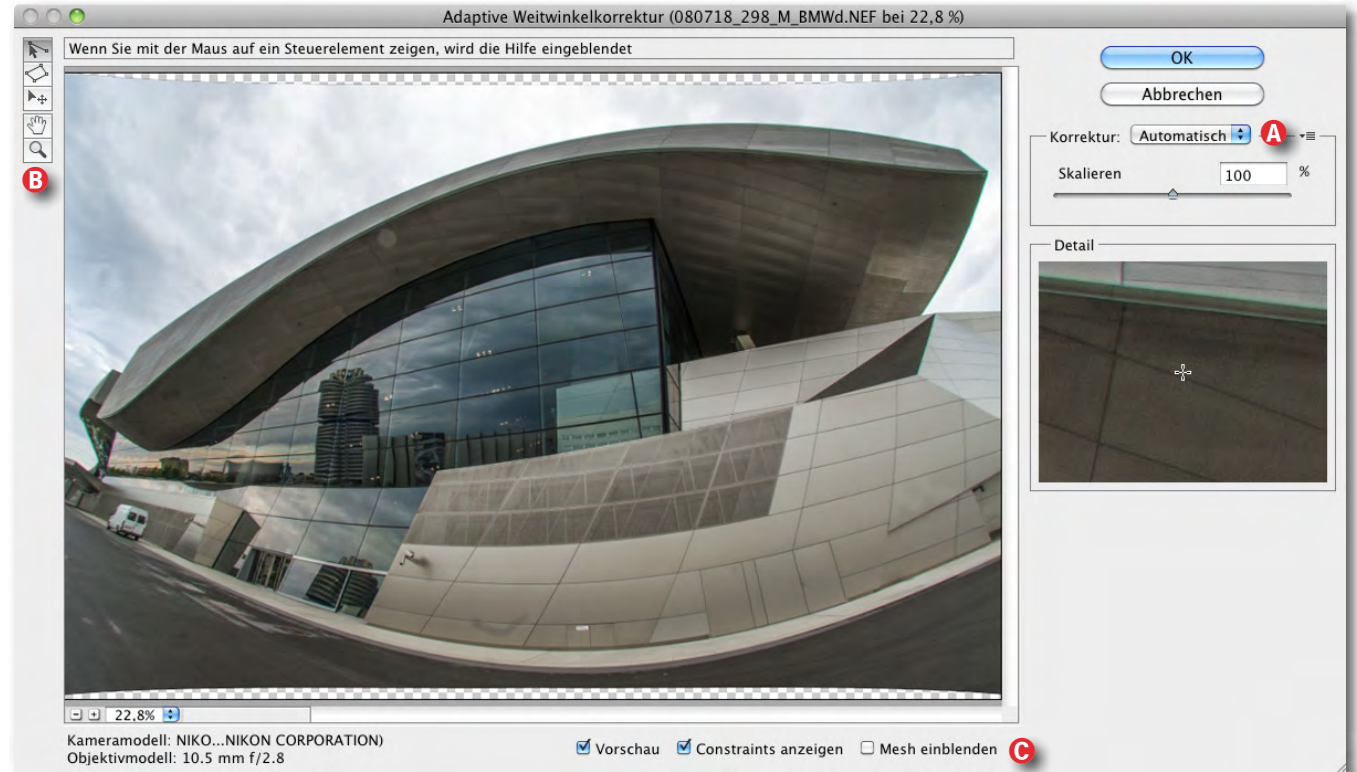 Adaptive Weitwinkelkorrektur (080718_298_M_BMWd.NEF bei 22,8 %)
Wenn Sie mit der Maus auf ein Steuerelement zeigen, wird die Hilfe eingeblendet
OK
Abbrechen
Korrektur: Automatisch A
Skalieren 100 %
B
Detail
22,8%
Kameramodell: NIKO...NIKON CORPORATION)
Objektivmodell: 10.5 mm f/2.8
Vorschau Constraints anzeigen Mesh einblenden C